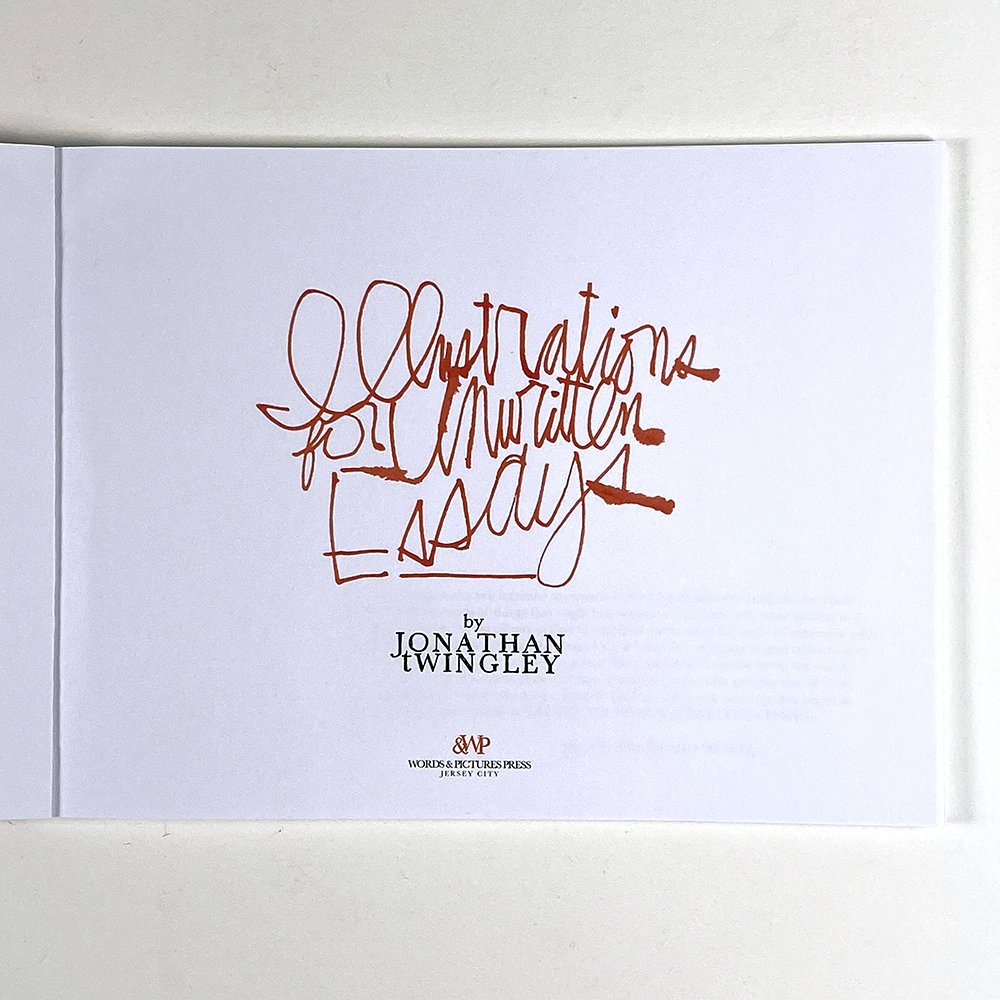 Illustrations
for Unwritten
Essays
by
JONATHAN
tWINGLEY
&WP
WORDS & PICTURES PRESS
JERSEY CITY